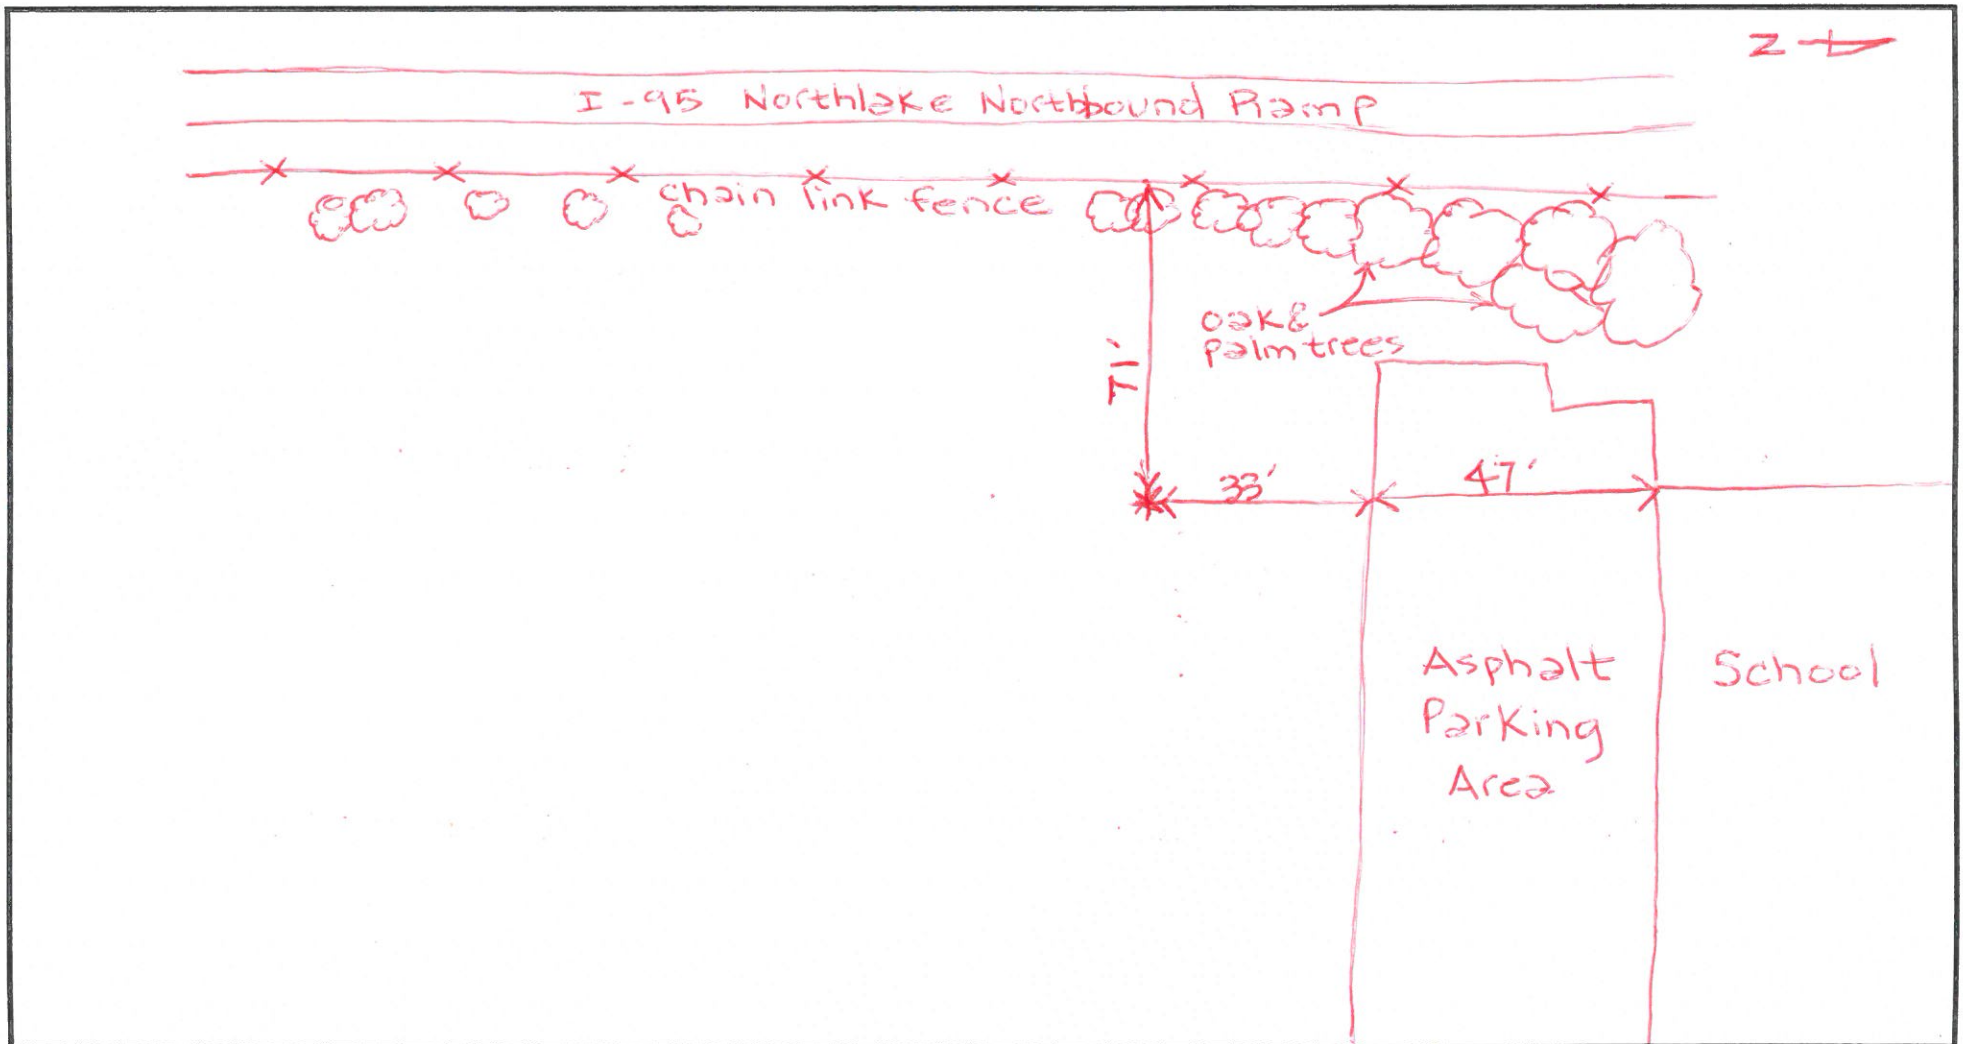 N
I-95 Northlake Northbound Ramp
chain link fence
oak &
palm trees
71'
33'
47'
Asphalt
Parking
Area
School